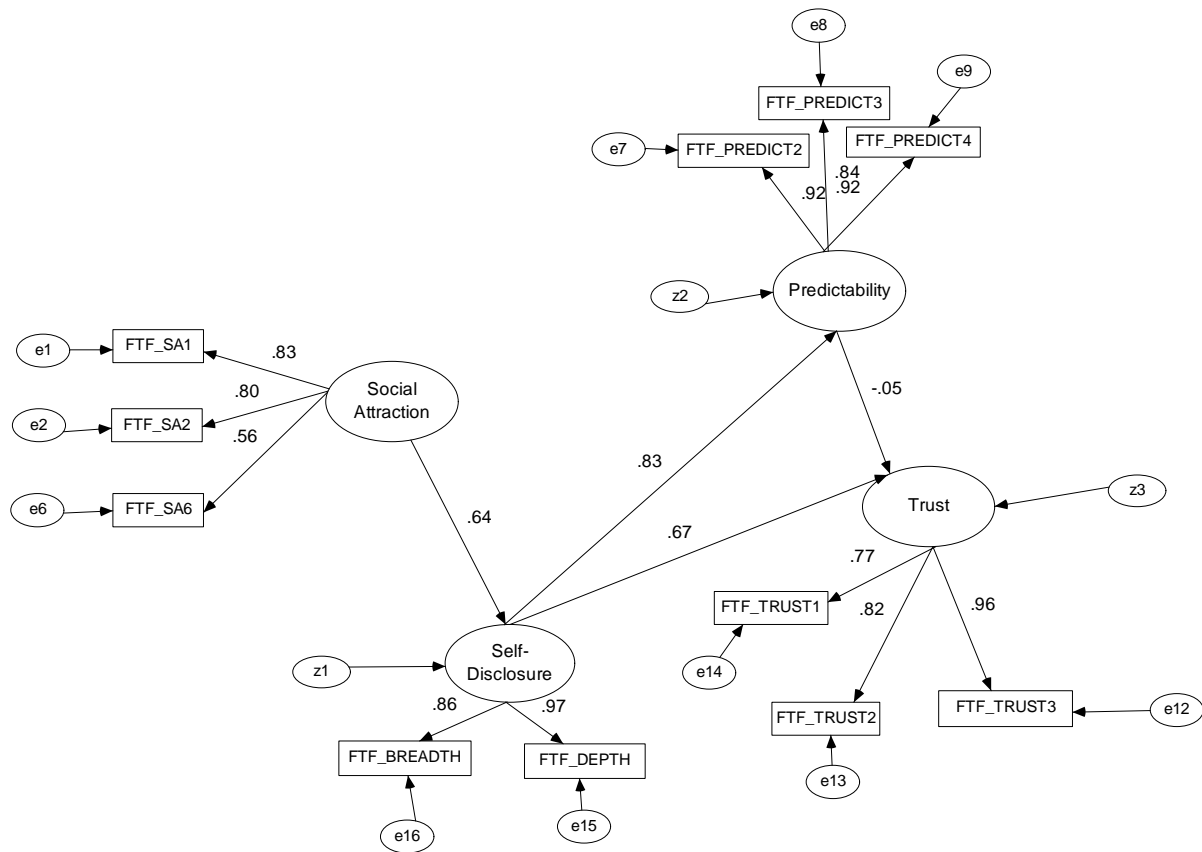 e8
e9
FTF_PREDICT3
FTF_PREDICT4
e7
FTF_PREDICT2
.84
.92
.92
Predictability
z2
e1
FTF_SA1
.83
Social
Attraction
-.05
.80
e2
FTF_SA2
.56
.83
e6
FTF_SA6
Trust
z3
.64
.67
.77
FTF_TRUST1
.82
.96
Self-
Disclosure
z1
e14
.86
.97
FTF_TRUST2
FTF_TRUST3
e12
FTF_BREADTH
FTF_DEPTH
e13
e16
e15